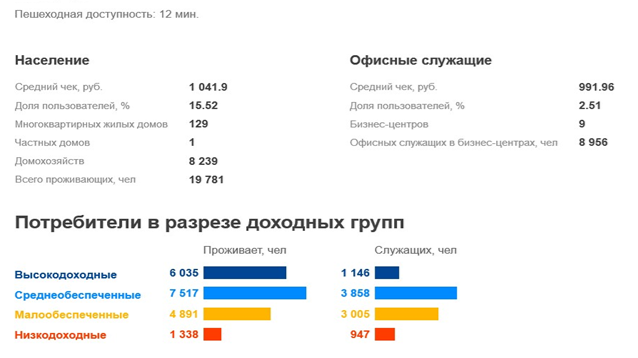 Пешеходная доступность: 12 мин.
Население
Средний чек, руб. 1 041.9
Доля пользователей, % 15.52
Многоквартирных жилых домов 129
Частных домов 1
Домохозяйств 8 239
Всего проживающих, чел 19 781
Офисные служащие
Средний чек, руб. 991.96
Доля пользователей, % 2.51
Бизнес-центров 9
Офисных служащих в бизнес-центрах, чел 8 956
Потребители в разрезе доходных групп
Проживает, чел Служащих, чел
Высокодоходные 6 035 1 146
Среднеобеспеченные 7 517 3 858
Малообеспеченные 4 891 3 005
Низкодоходные 1 338 947